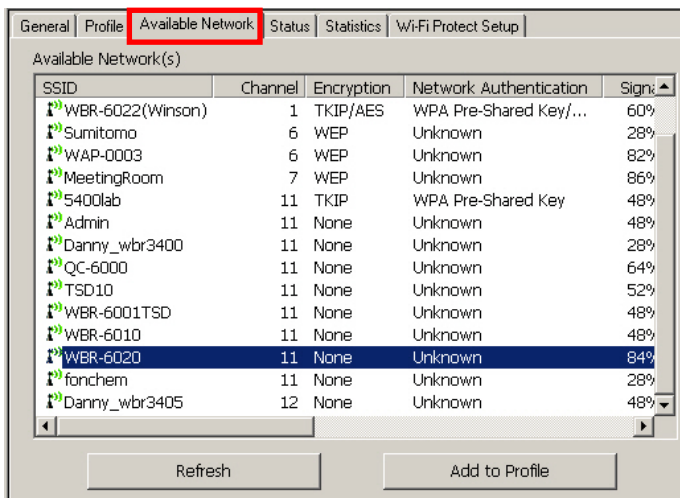 General Profile Available Network Status Statistics Wi-Fi Protect Setup
Available Network(s)
SSID Channel Encryption Network Authentication
WBR-6022(Winson) 1 TKIP/AES WPA Pre-Shared Key/... 60%
Sumitomo 6 WEP Unknown 28%
WAP-0003 6 WEP Unknown 82%
MeetingRoom 7 WEP Unknown 86%
5400lab 11 TKIP WPA Pre-Shared Key 48%
Admin 11 None Unknown 48%
Danny_wbr3400 11 None Unknown 28%
QC-6000 11 None Unknown 64%
TSD10 11 None Unknown 52%
WBR-6001TSD 11 None Unknown 48%
WBR-6010 11 None Unknown 48%
WBR-6020 11 None Unknown 84%
fonchem 11 None Unknown 28%
Danny_wbr3405 12 None Unknown 48%
Refresh Add to Profile